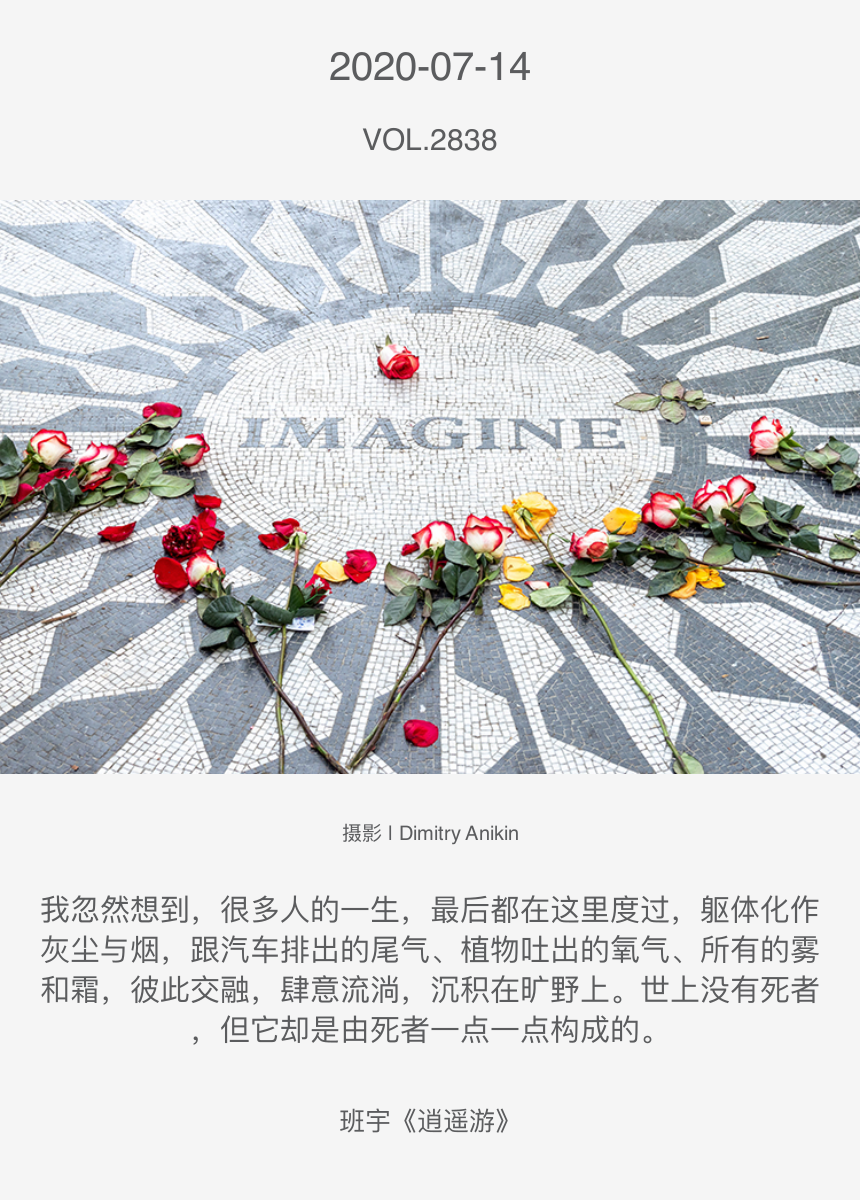 2020-07-14
VOL.2838
IMAGINE
摄影 | Dimitry Anikin
我忽然想到，很多人的一生，最后都在这里度过，躯体化作
灰尘与烟，跟汽车排出的尾气、植物吐出的氧气、所有的雾
和霜，彼此交融，肆意流淌，沉积在旷野上。世上没有死者
，但它却是由死者一点一点构成的。
班宇《逍遥游》